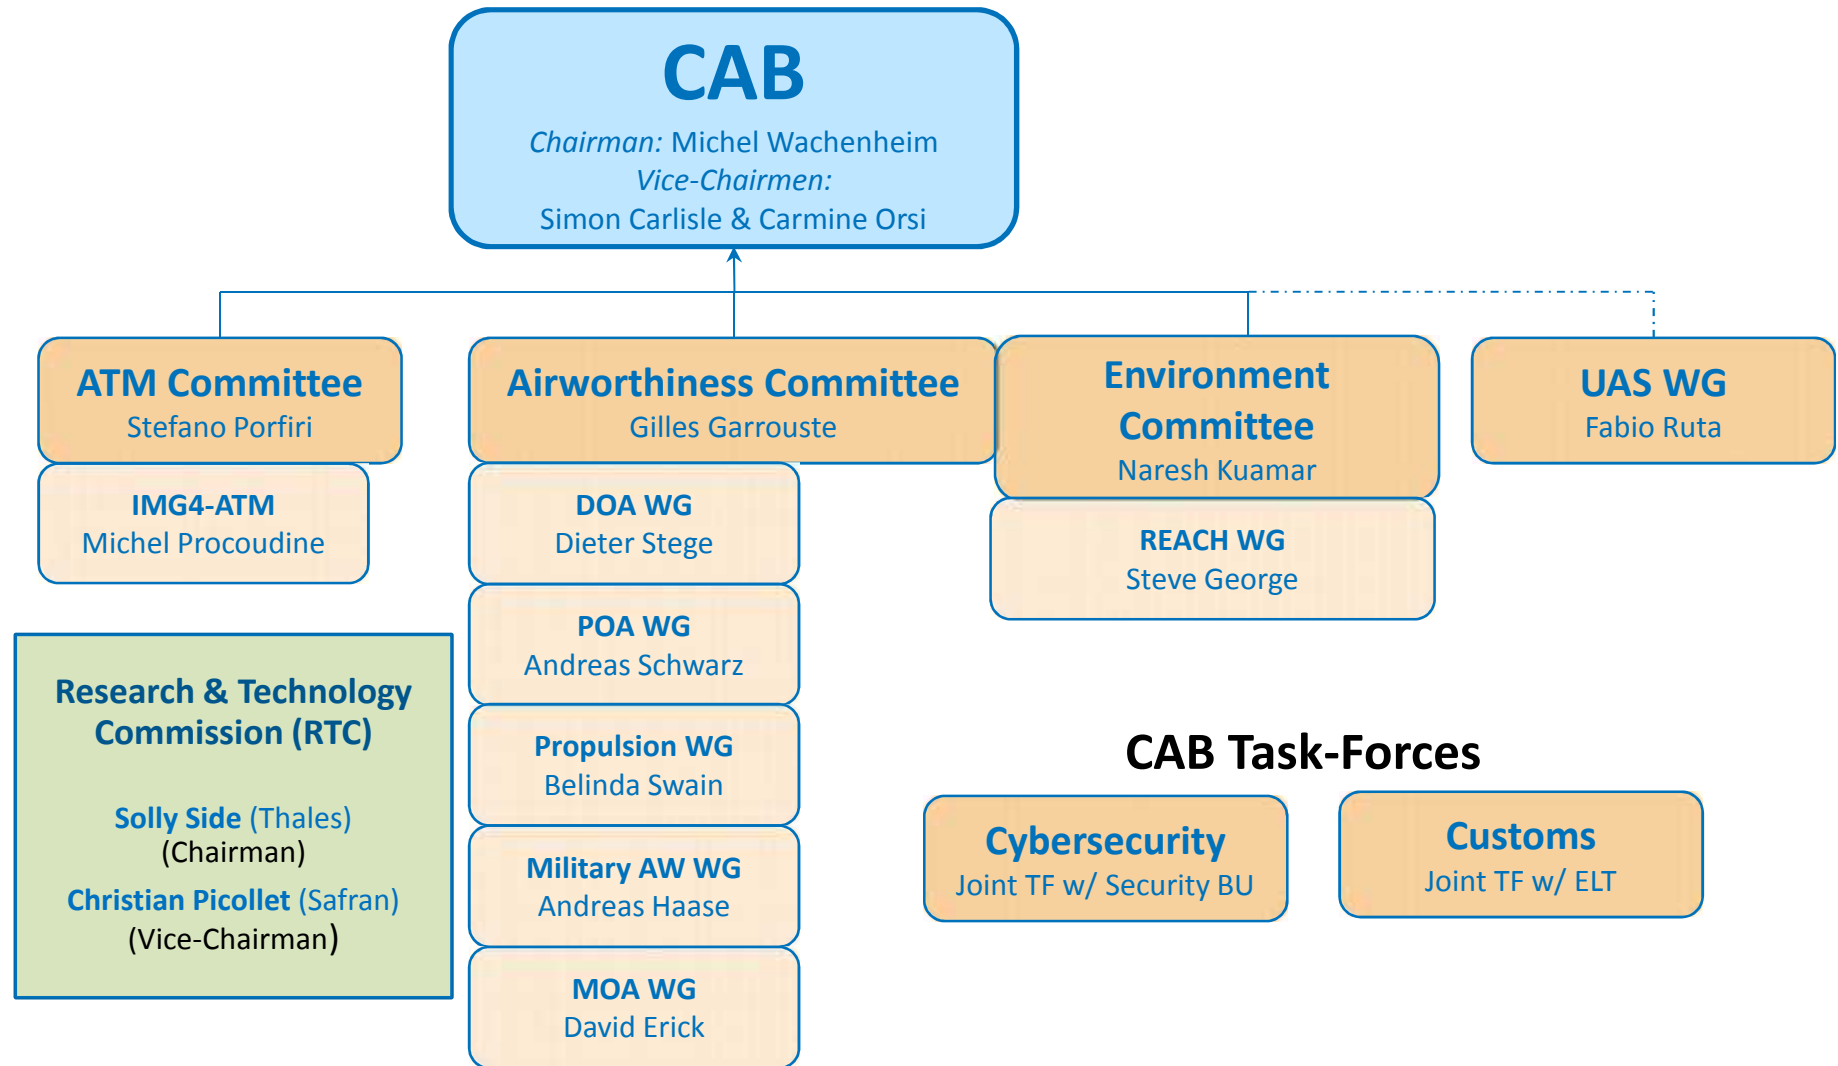 CAB
Chairman: Michel Wachenheim
Vice-Chairmen:
Simon Carlisle & Carmine Orsi
ATM Committee
Stefano Porfiri
IMG4-ATM
Michel Procoudine
Airworthiness Committee
Gilles Garrouste
DOA WG
Dieter Stege
POA WG
Andreas Schwarz
Propulsion WG
Belinda Swain
Military AW WG
Andreas Haase
MOA WG
David Erick
Environment
Committee
Naresh Kuamar
REACH WG
Steve George
UAS WG
Fabio Ruta
Research & Technology
Commission (RTC)
Solly Side (Thales)
(Chairman)
Christian Picollet (Safran)
(Vice-Chairman)
CAB Task-Forces
Cybersecurity
Joint TF w/ Security BU
Customs
Joint TF w/ ELT